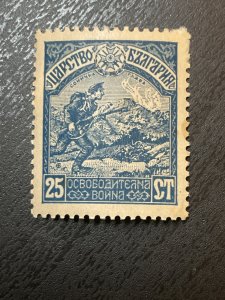 ЦАРСТВО БЪЛГАРИЯ
25 ОСВОБОДИТЕЛНА СТ
ВОЙНА